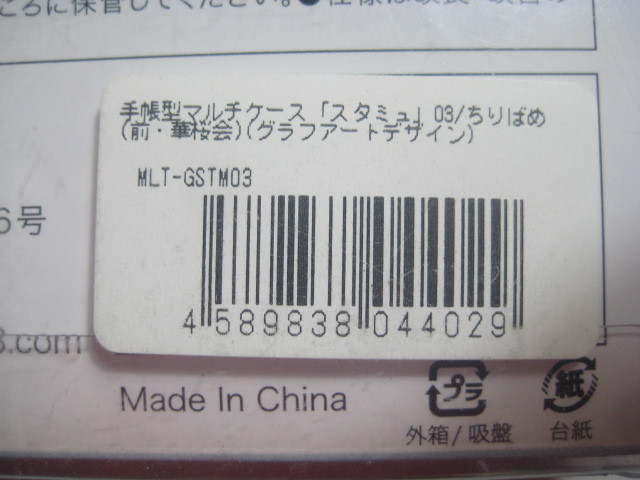 ころに保管してください。●仕様は改良・改善の
手帳型マルチケース「スタミュ」03/ちりばめ
(前・華桜会)(グラフアートデザイン)
MLT-GSTM03
6号
4 589838 044029
3.com
Made In China
プラ
紙
外箱/吸盤
台紙